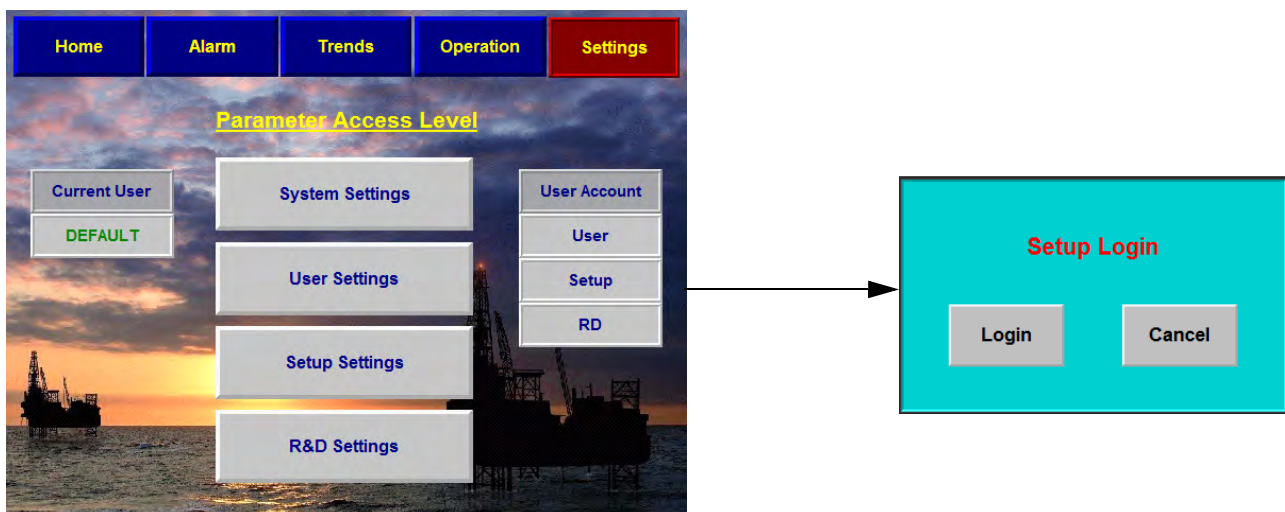 Home Alarm Trends Operation Settings
Parameter Access Level
Current User
DEFAULT
System Settings
User Settings
Setup Settings
R&D Settings
User Account
User
Setup
RD
Setup Login
Login Cancel